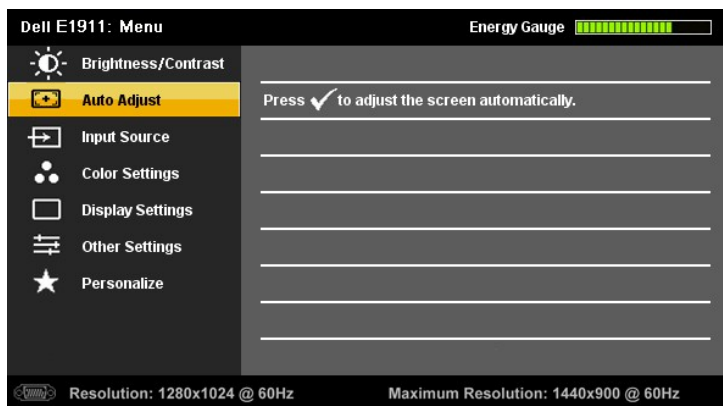 Dell E1911: Menu Energy Gauge
Brightness/Contrast
Auto Adjust Press ✓ to adjust the screen automatically.
Input Source
Color Settings
Display Settings
Other Settings
Personalize
Resolution: 1280x1024 @ 60Hz Maximum Resolution: 1440x900 @ 60Hz